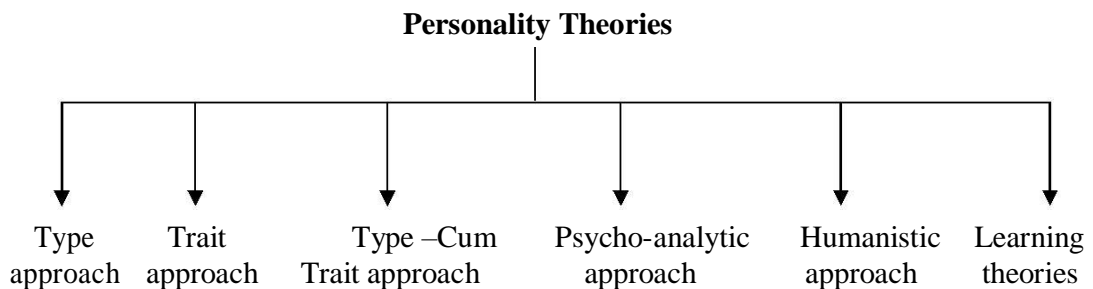 Personality Theories
Type approach
Trait approach
Type –Cum Trait approach
Psycho-analytic approach
Humanistic approach
Learning theories